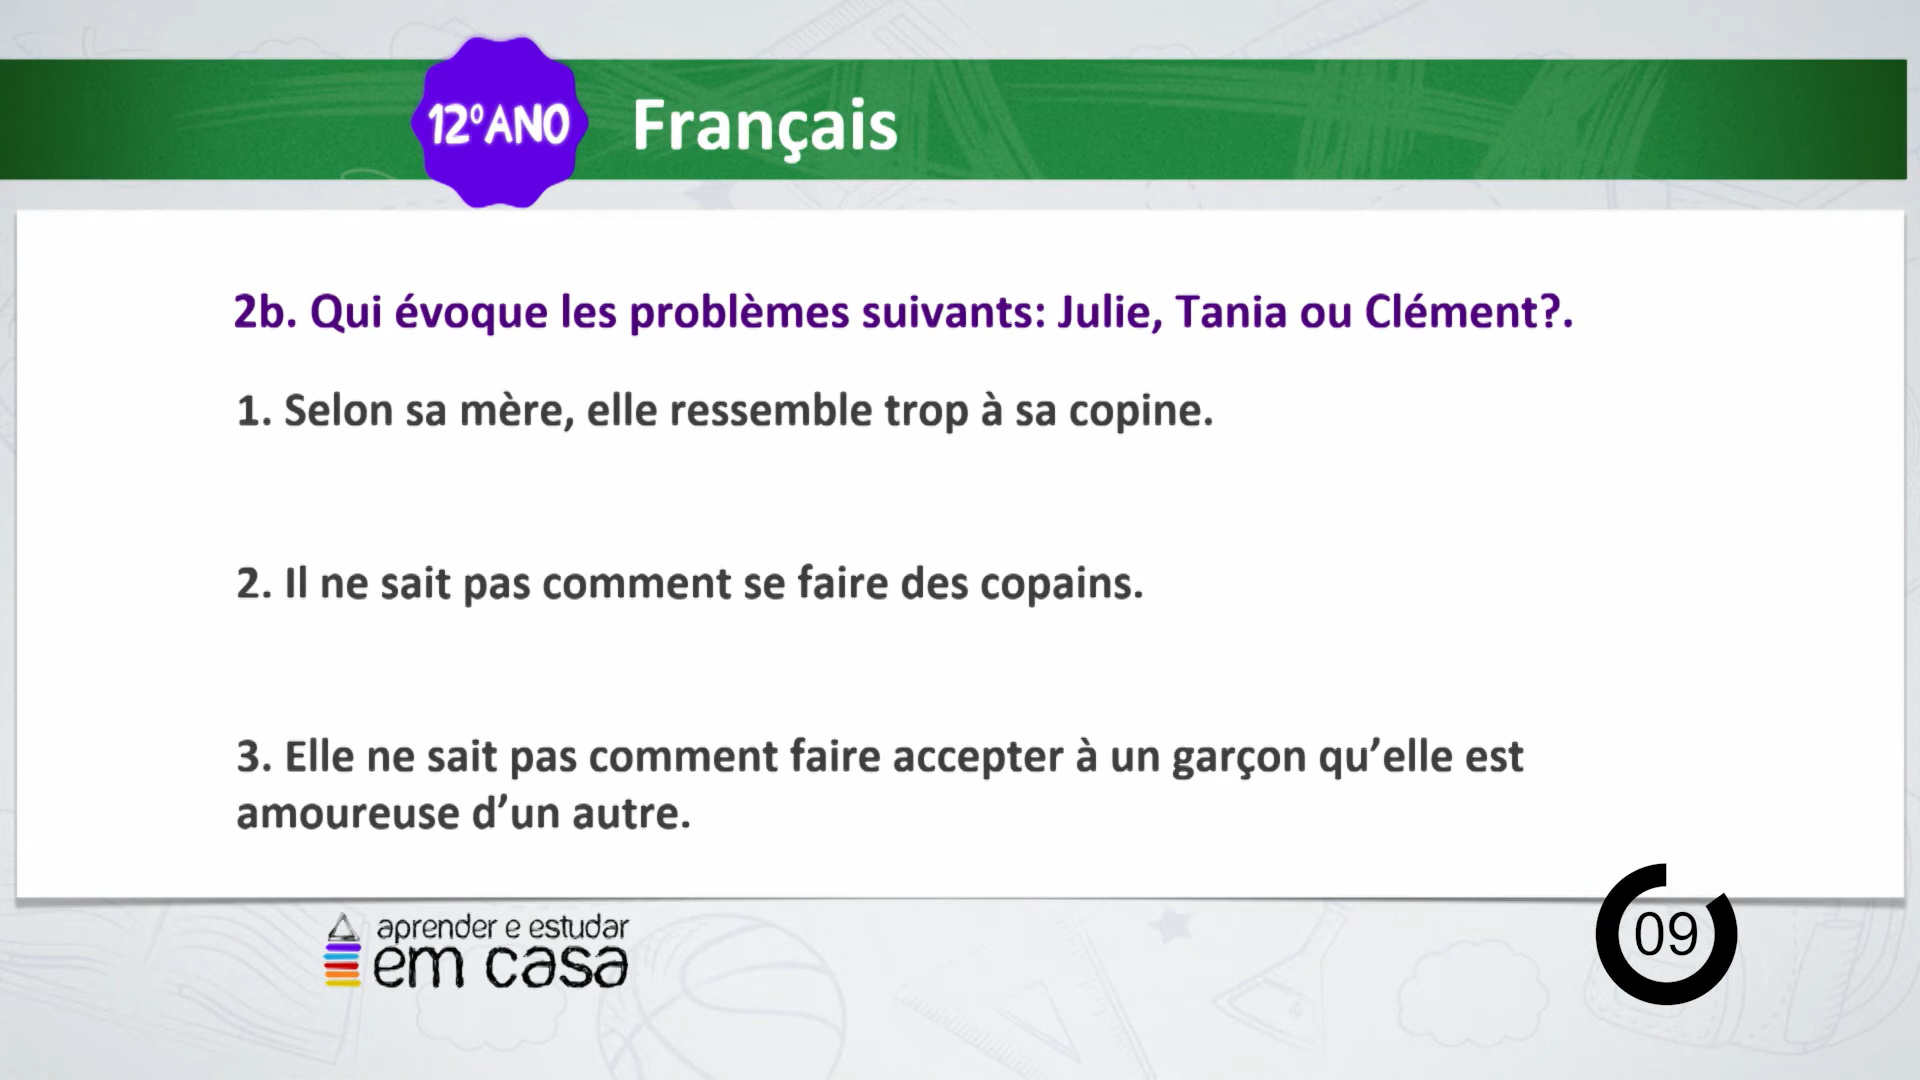 12ºANO
Français
2b. Qui évoque les problèmes suivants: Julie, Tania ou Clément?.
1. Selon sa mère, elle ressemble trop à sa copine.
2. Il ne sait pas comment se faire des copains.
3. Elle ne sait pas comment faire accepter à un garçon qu’elle est
amoureuse d’un autre.
aprender e estudar
em casa
09